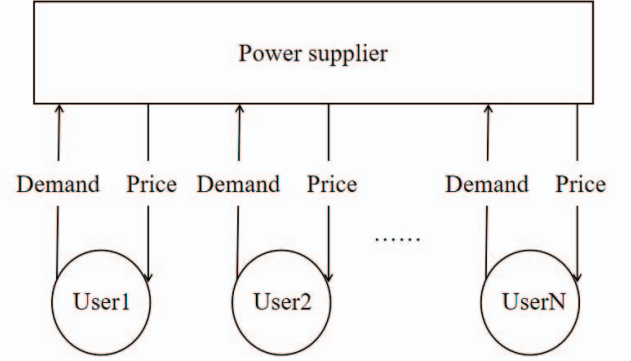 Power supplier
Demand Price Demand Price Demand Price
......
User1 User2 UserN